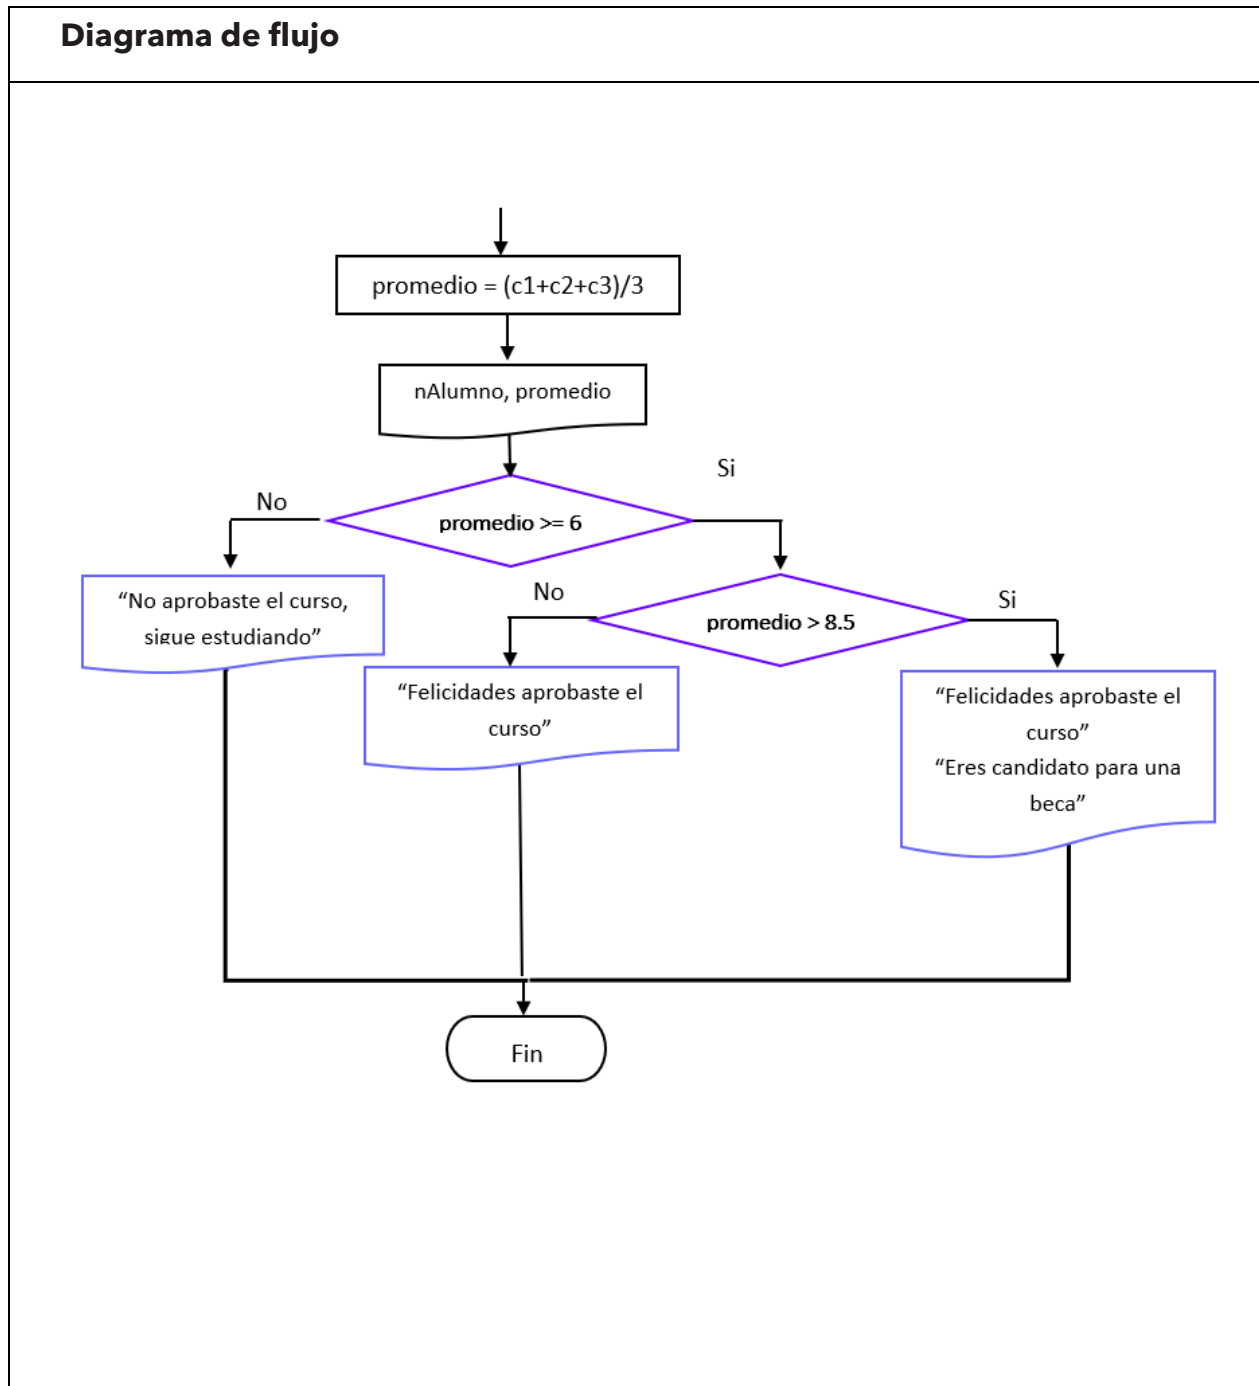 Diagrama de flujo
promedio = (c1+c2+c3)/3
nAlumno, promedio
Si
No
promedio >= 6
“No aprobaste el curso,
sigue estudiando”
No
Si
promedio > 8.5
“Felicidades aprobaste el
curso”
“Felicidades aprobaste el
curso”
“Eres candidato para una
beca”
Fin